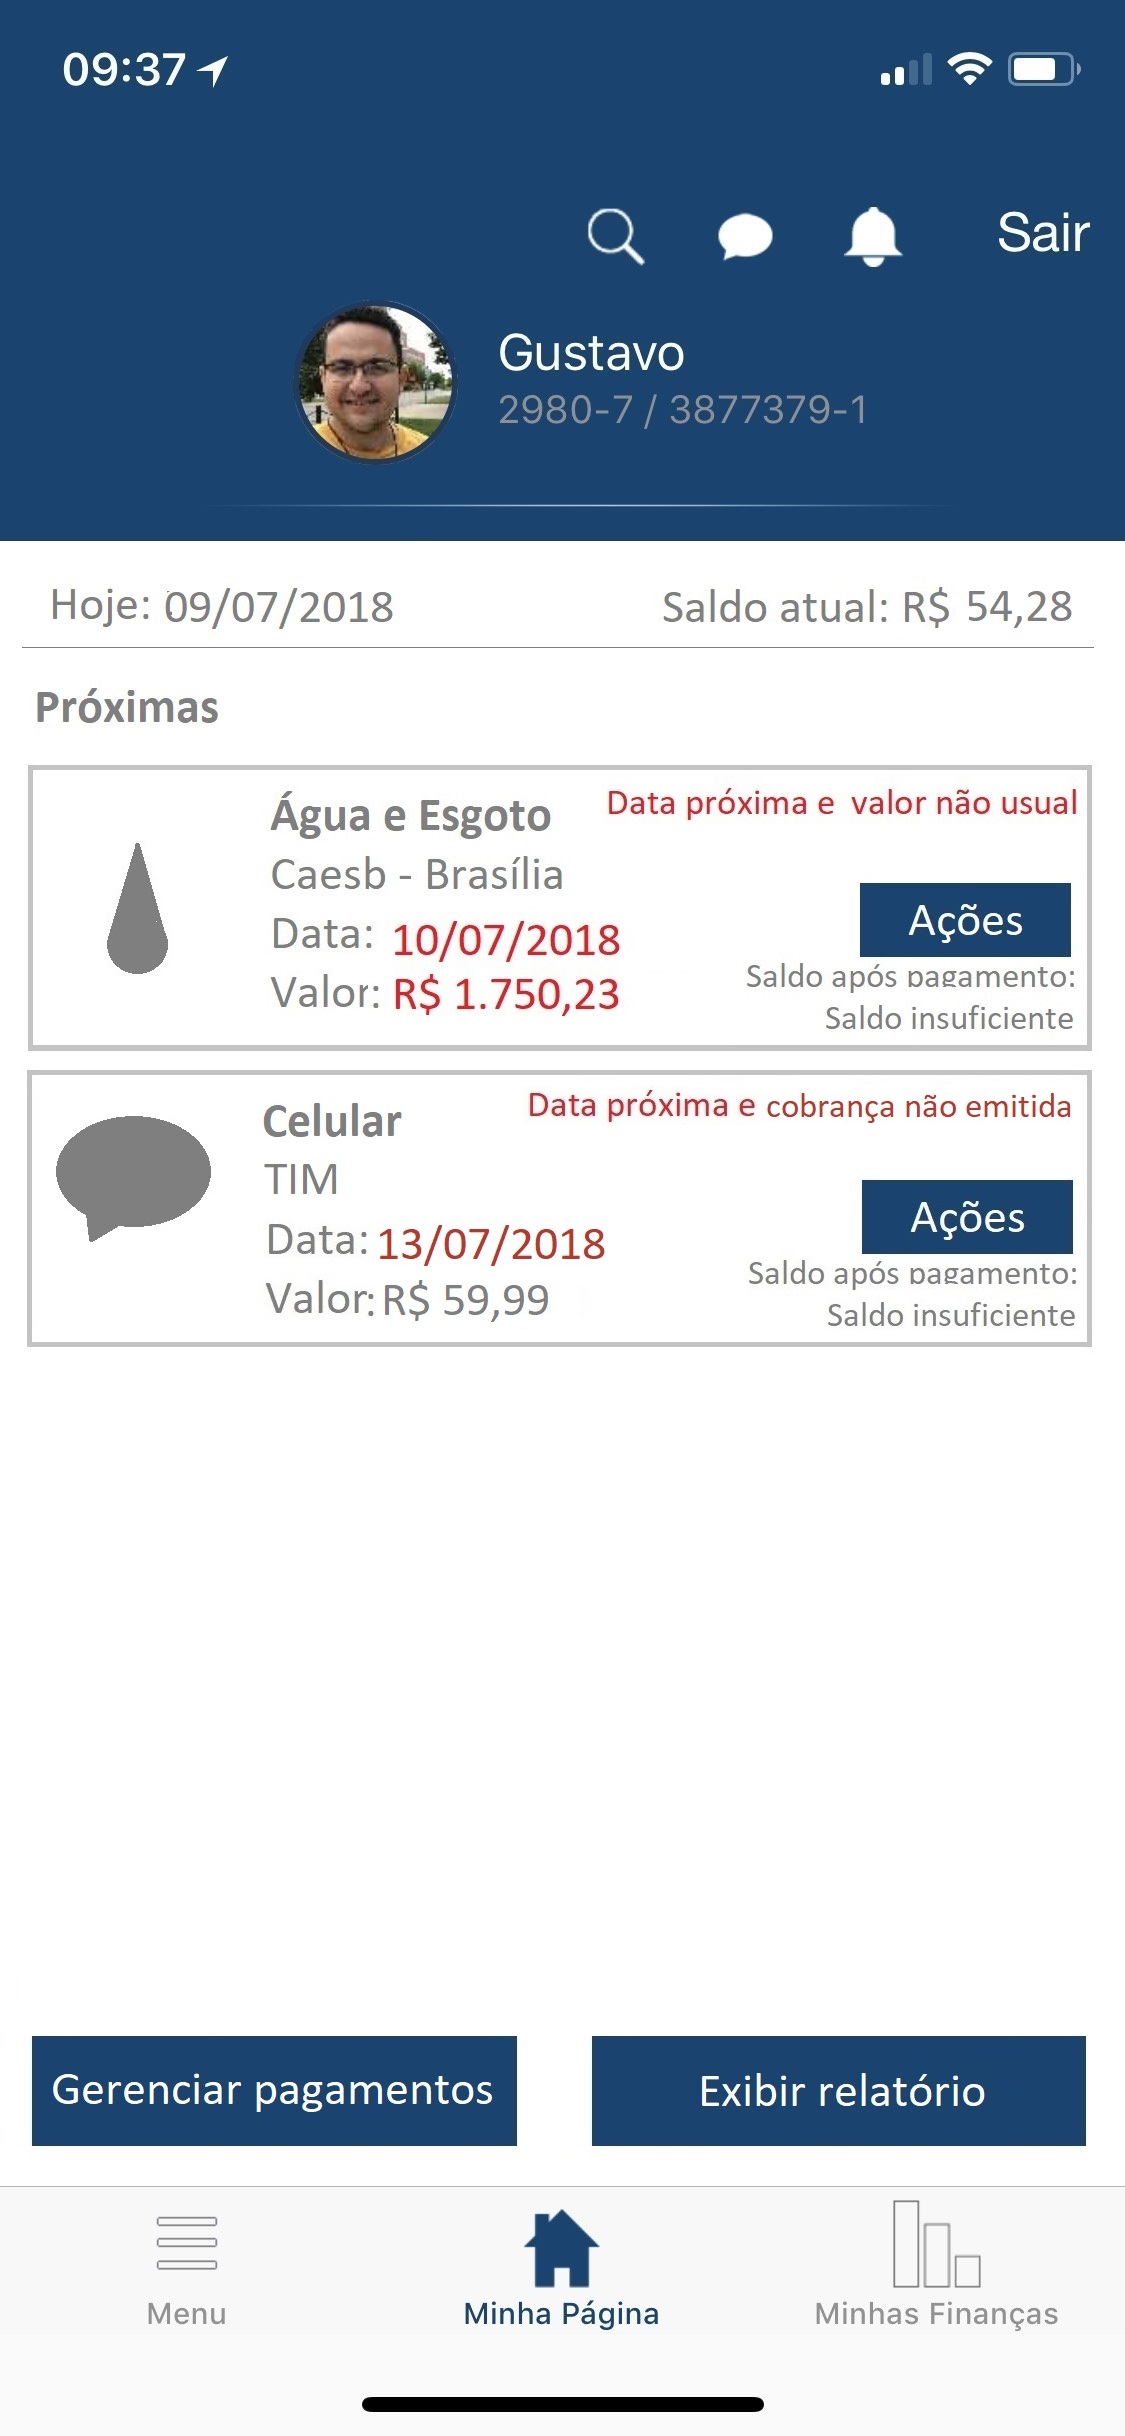 09:37
Sair
Gustavo
2980-7 / 3877379-1
Hoje: 09/07/2018
Saldo atual: R$ 54,28
Próximas
Data próxima e valor não usual
Água e Esgoto
Caesb - Brasília
Data: 10/07/2018
Valor: R$ 1.750,23
Ações
Saldo após pagamento:
Saldo insuficiente
Data próxima e cobrança não emitida
Celular
TIM
Data: 13/07/2018
Valor: R$ 59,99
Ações
Saldo após pagamento:
Saldo insuficiente
Gerenciar pagamentos
Exibir relatório
Menu
Minha Página
Minhas Finanças